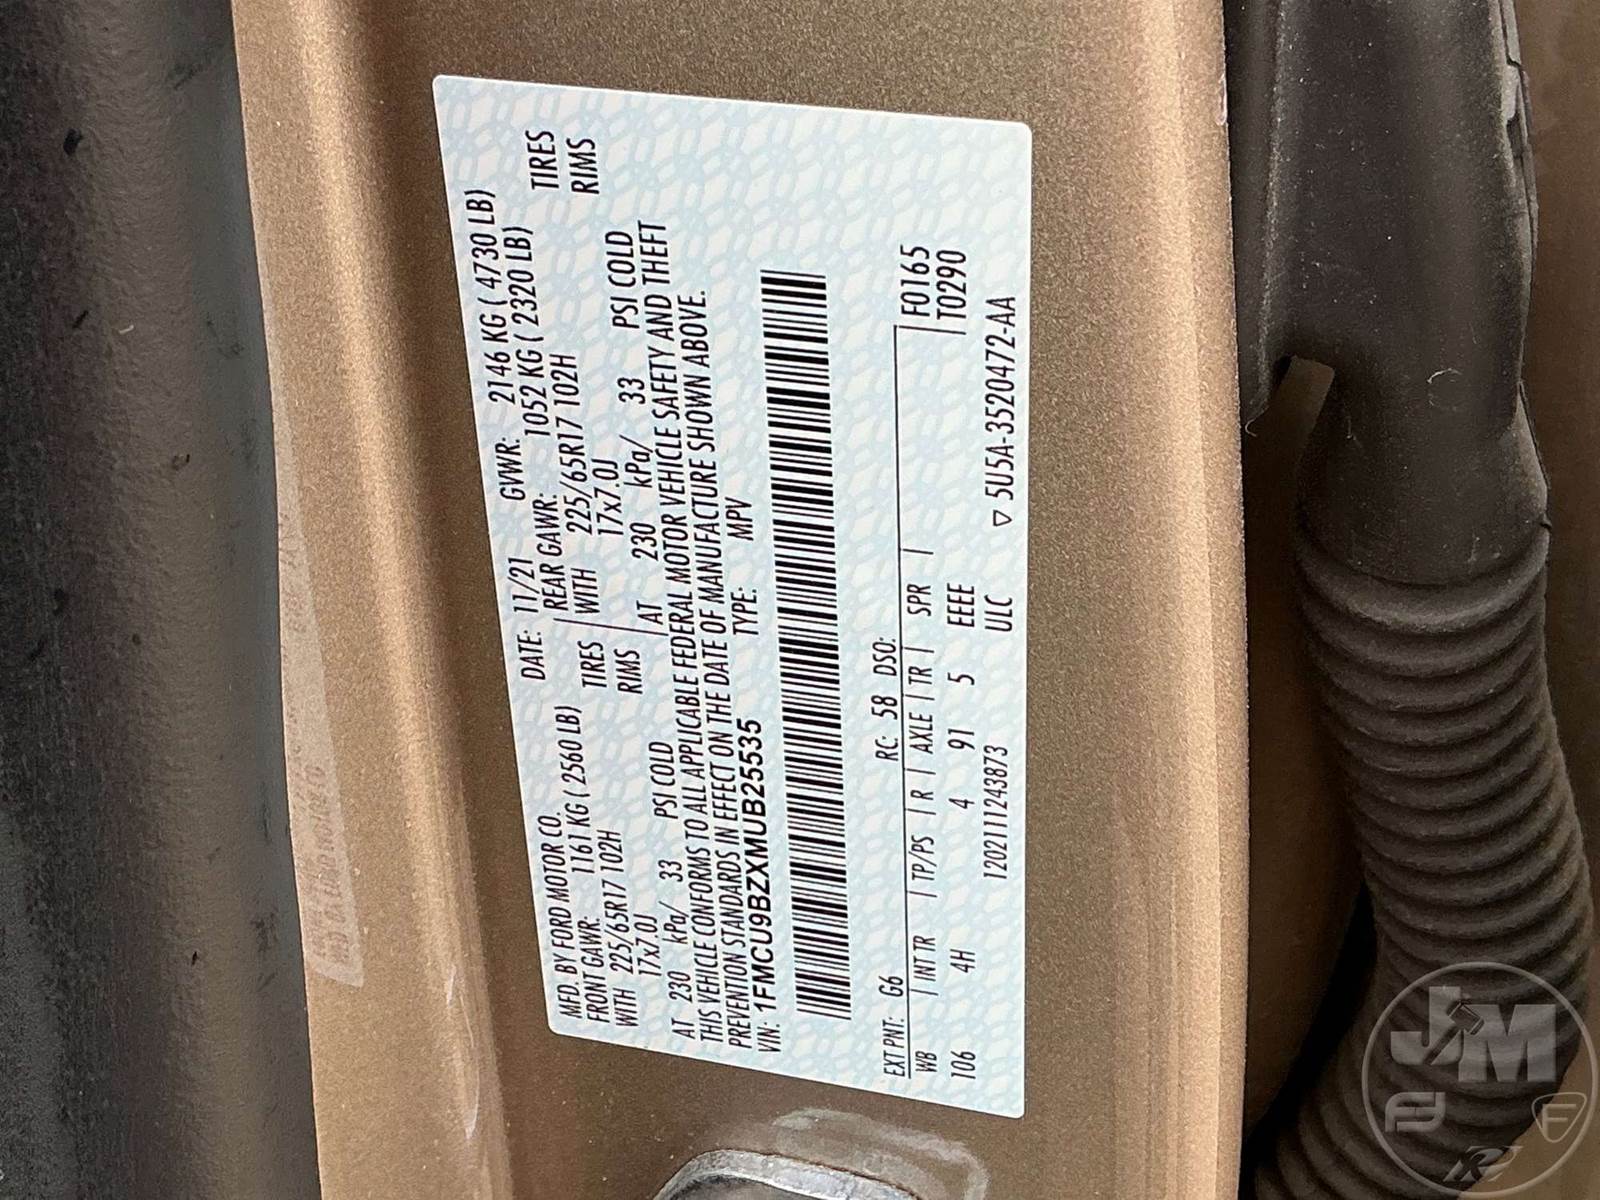 MFD. BY FORD MOTOR CO. DATE: 11/21 GVWR: 2146 KG ( 4730 LB)
FRONT GAWR: 1161 KG ( 2560 LB) REAR GAWR: 1052 KG ( 2320 LB)
WITH 225/65R17 102H TIRES WITH 225/65R17 102H TIRES
17x7.0J RIMS 17x7.0J RIMS
AT 230 kPa/ 33 PSI COLD AT 230 kPa/ 33 PSI COLD
THIS VEHICLE CONFORMS TO ALL APPLICABLE FEDERAL MOTOR VEHICLE SAFETY AND THEFT
PREVENTION STANDARDS IN EFFECT ON THE DATE OF MANUFACTURE SHOWN ABOVE.
VIN: 1FMCU9BZXMUB25535 TYPE: MPV
EXT PNT: G6 RC: 58 DSO: F0165
WB INT TR TP/PS R AXLE TR SPR T0290
106 4H 4 91 5 EEE
1202111243873 ULC ▽ 5U5A-3520472-AA
JM
F